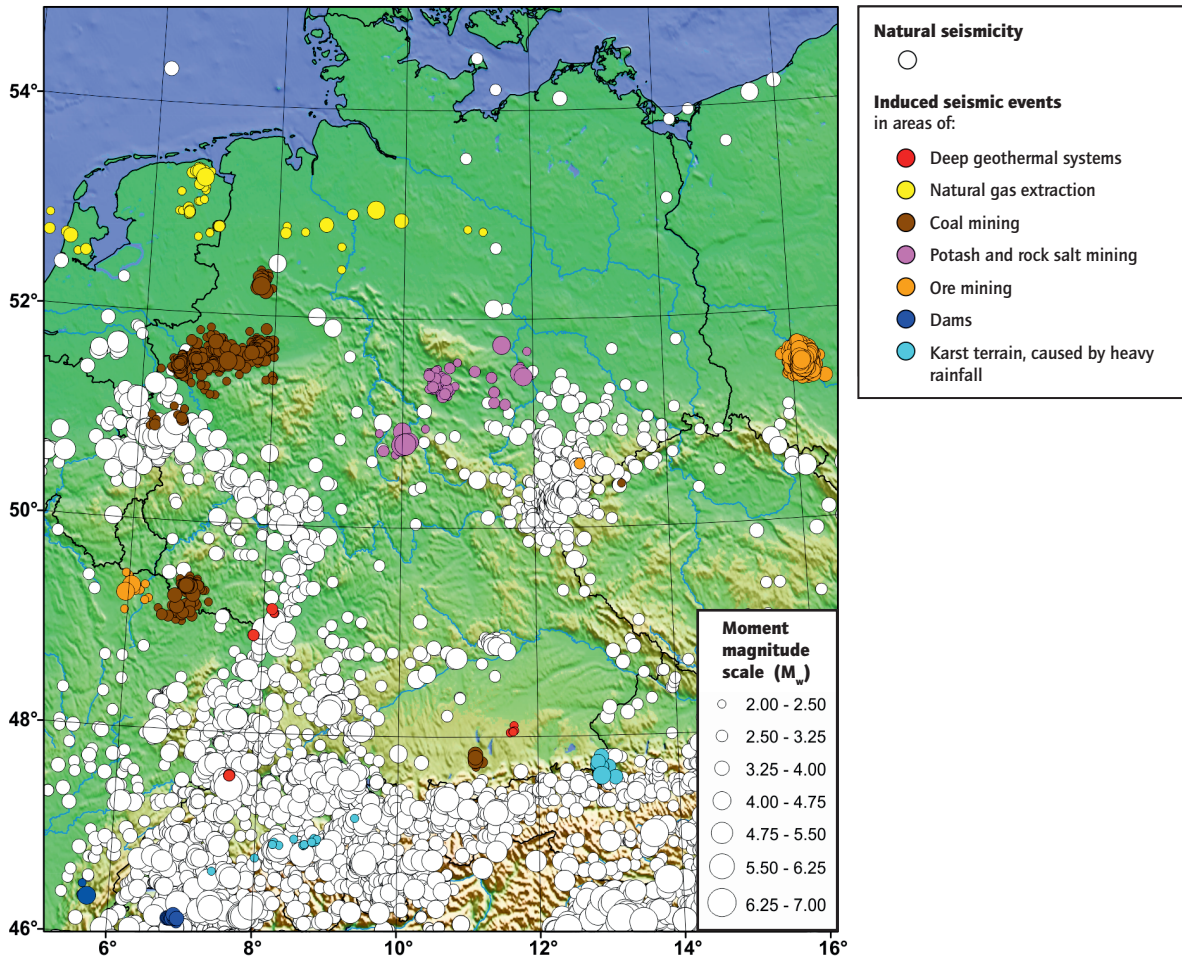 54°
52°
50°
48°
46°
6°
8°
10°
12°
14°
16°
Moment
magnitude
scale (Mw)
2.00 - 2.50
2.50 - 3.25
3.25 - 4.00
4.00 - 4.75
4.75 - 5.50
5.50 - 6.25
6.25 - 7.00
Natural seismicity
Induced seismic events
in areas of:
Deep geothermal systems
Natural gas extraction
Coal mining
Potash and rock salt mining
Ore mining
Dams
Karst terrain, caused by heavy
rainfall